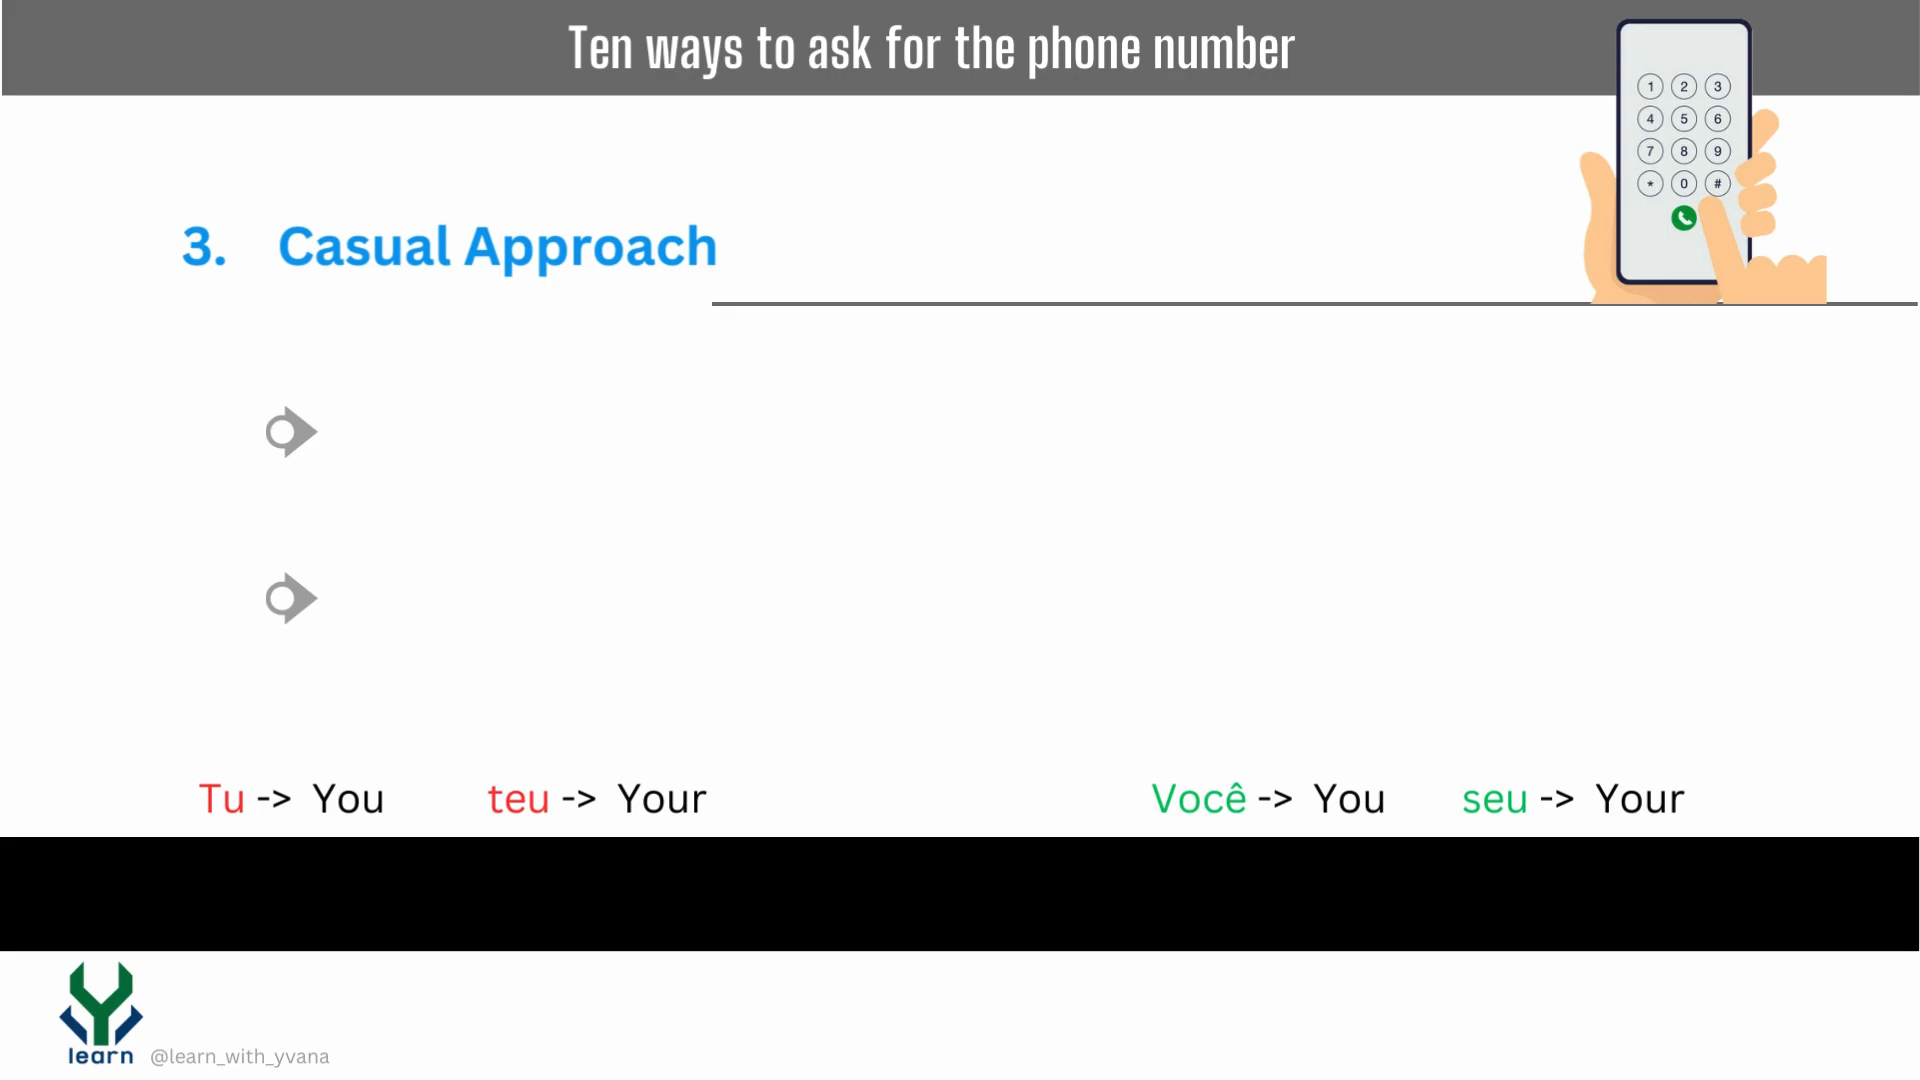 Ten ways to ask for the phone number
1 2 3
4 5 6
7 8 9
* 0 #
3. Casual Approach
Tu -> You teu -> Your Você -> You seu -> Your
learn @learn_with_yvana